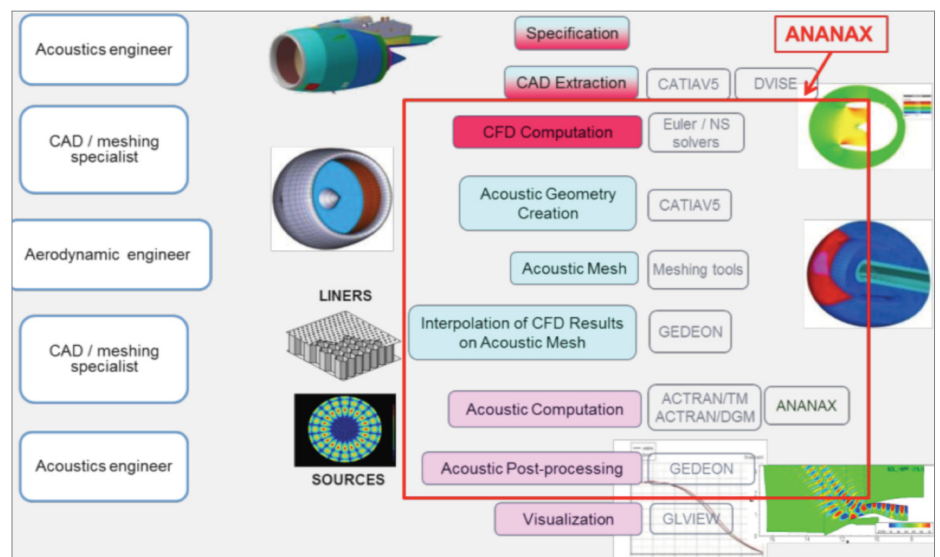 Acoustics engineer
Specification
ANANAX
CAD Extraction
CATIAV5
DVISE
CAD / meshing
specialist
CFD Computation
Euler / NS
solvers
Acoustic Geometry
Creation
CATIAV5
Aerodynamic engineer
Acoustic Mesh
Meshing tools
LINERS
CAD / meshing
specialist
Interpolation of CFD Results
on Acoustic Mesh
GEDEON
Acoustic Computation
ACTRAN/TM
ACTRAN/DGM
ANANAX
Acoustics engineer
SOURCES
Acoustic Post-processing
GEDEON
Visualization
GLVIEW